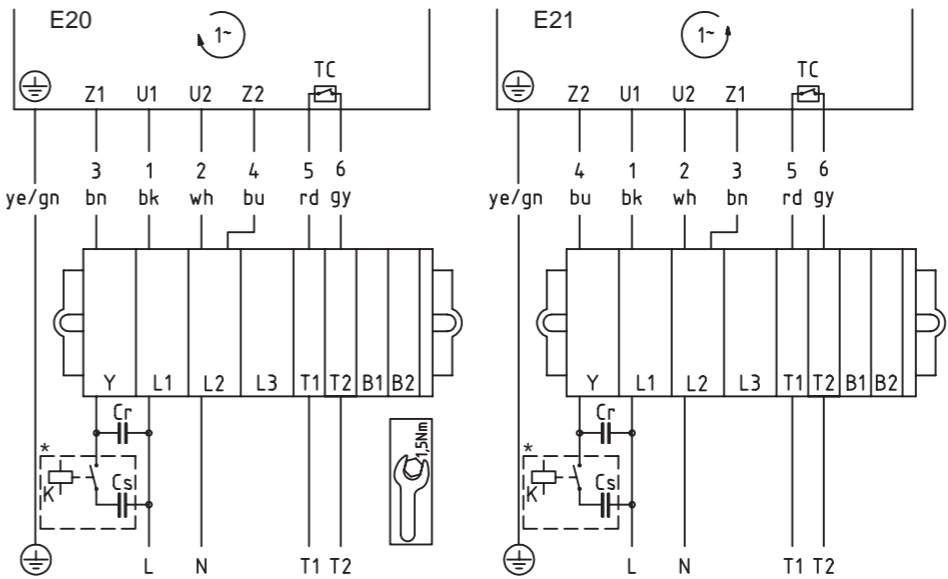 E20
1~
TC
Z1 U1 U2 Z2
3 1 2 4 5 6
ye/gn bn bk wh bu rd gy
Y L1 L2 L3 T1 T2 B1 B2
Cr
*
K
Cs
1,5Nm
L N T1 T2
E21
1~
TC
Z2 U1 U2 Z1
4 1 2 3 5 6
ye/gn bu bk wh bn rd gy
Y L1 L2 L3 T1 T2 B1 B2
Cr
*
K
Cs
L N T1 T2